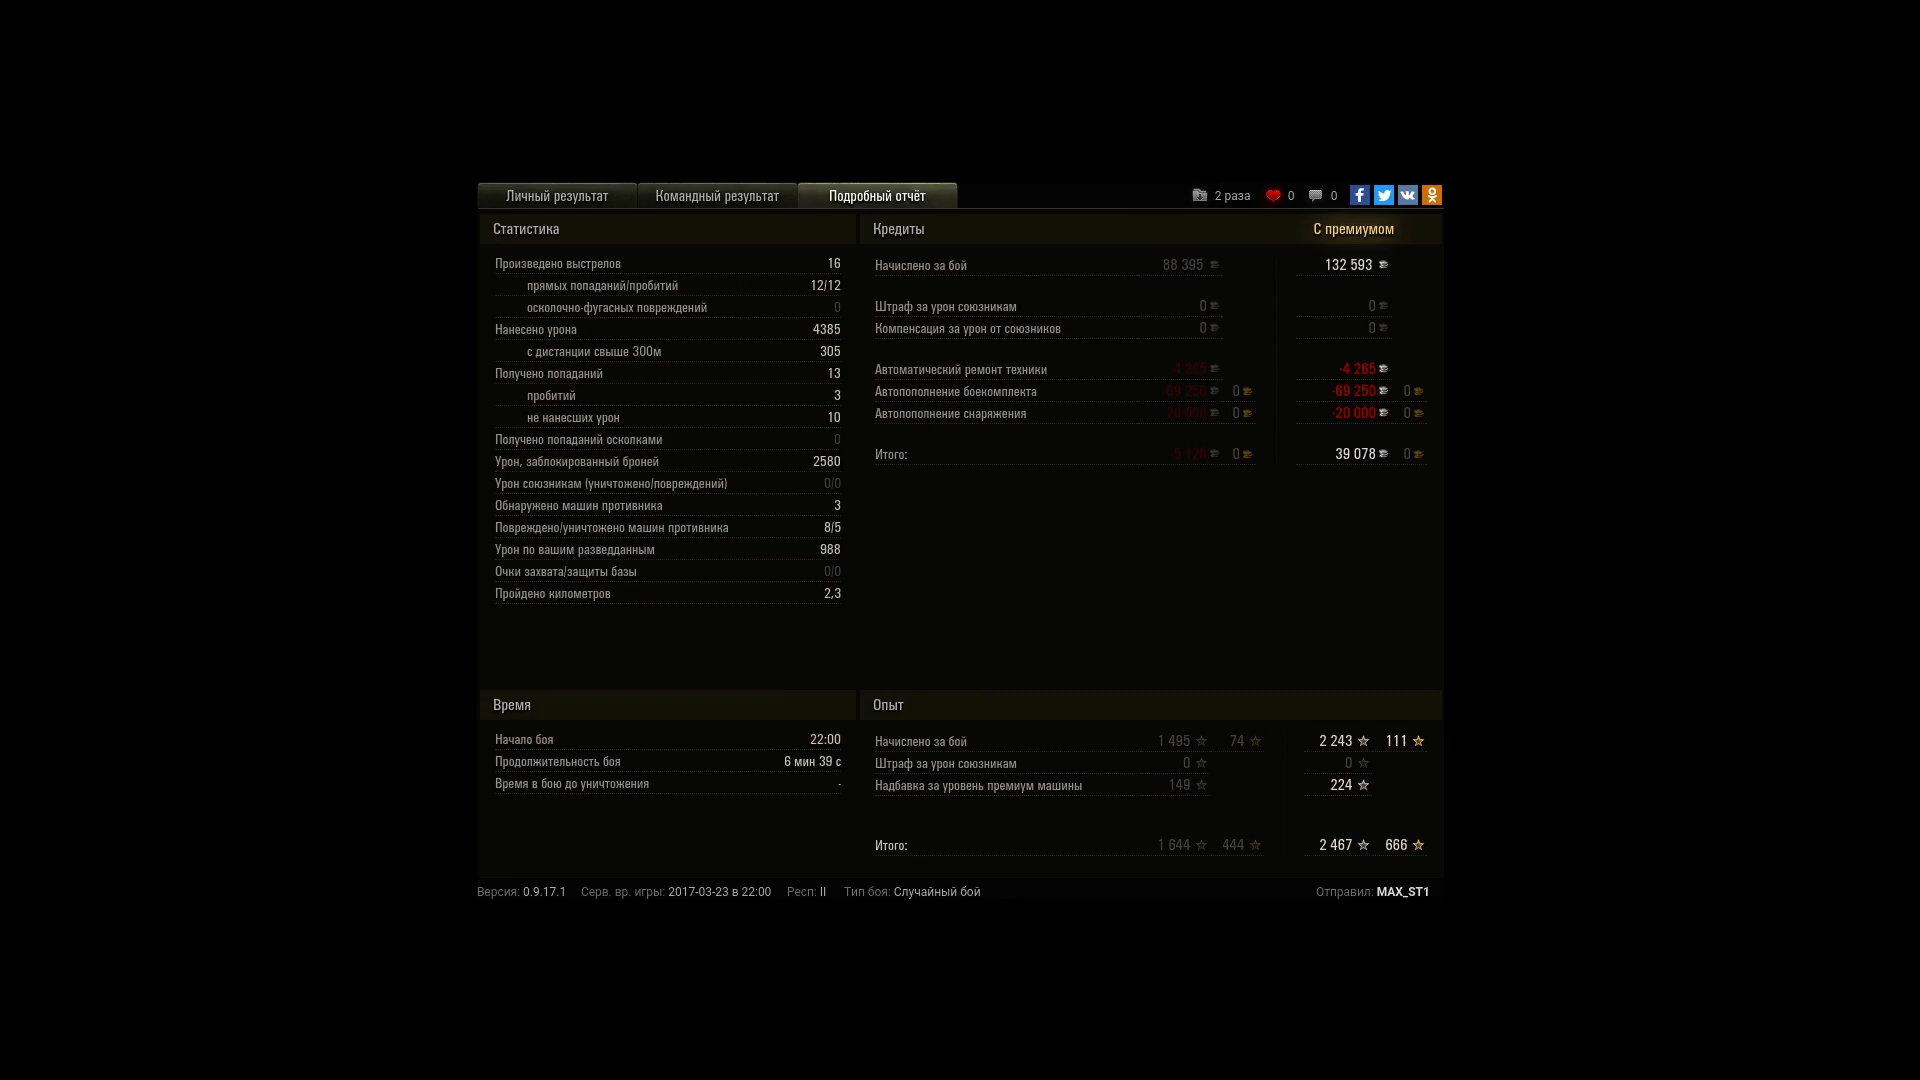 Личный результат Командный результат Подробный отчёт 2 раза 0 0
Статистика
Произведено выстрелов 16
прямых попаданий/пробитий 12/12
осколочно-фугасных повреждений 0
Нанесено урона 4385
с дистанции свыше 300м 305
Получено попаданий 13
пробитий 3
не нанесших урон 10
Получено попаданий осколками 0
Урон, заблокированный броней 2580
Урон союзникам (уничтожено/повреждений) 0/0
Обнаружено машин противника 3
Повреждено/уничтожено машин противника 8/5
Урон по вашим разведданным 988
Очки захвата/защиты базы 0/0
Пройдено километров 2,3
Кредиты С премиумом
Начислено за бой 88 395 132 593
Штраф за урон союзникам 0 0
Компенсация за урон от союзников 0 0
Автоматический ремонт техники -4 265 -4 265
Автопополнение боекомплекта -69 250 0 -69 250 0
Автопополнение снаряжения -20 000 0 -20 000 0
Итого: -5 120 0 39 078 0
Время
Начало боя 22:00
Продолжительность боя 6 мин 39 с
Время в бою до уничтожения -
Опыт
Начислено за бой 1 495 74 2 243 111
Штраф за урон союзникам 0 0
Надбавка за уровень премиум машины 149 224
Итого: 1 644 444 2 467 666
Версия: 0.9.17.1 Серв. вр. игры: 2017-03-23 в 22:00 Респ: II Тип боя: Случайный бой Отправил: MAX_ST1